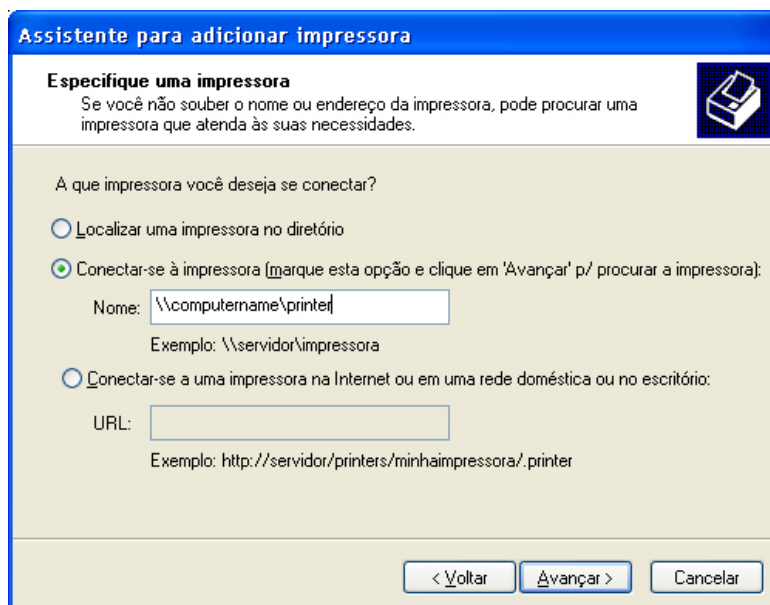 Assistente para adicionar impressora
Especifique uma impressora
Se você não souber o nome ou endereço da impressora, pode procurar uma
impressora que atenda às suas necessidades.
A que impressora você deseja se conectar?
Localizar uma impressora no diretório
Conectar-se à impressora (marque esta opção e clique em 'Avançar' p/ procurar a impressora):
Nome: \\computername\printer
Exemplo: \\servidor\impressora
Conectar-se a uma impressora na Internet ou em uma rede doméstica ou no escritório:
URL:
Exemplo: http://servidor/printers/minhaimpressora/.printer
< Voltar Avançar > Cancelar